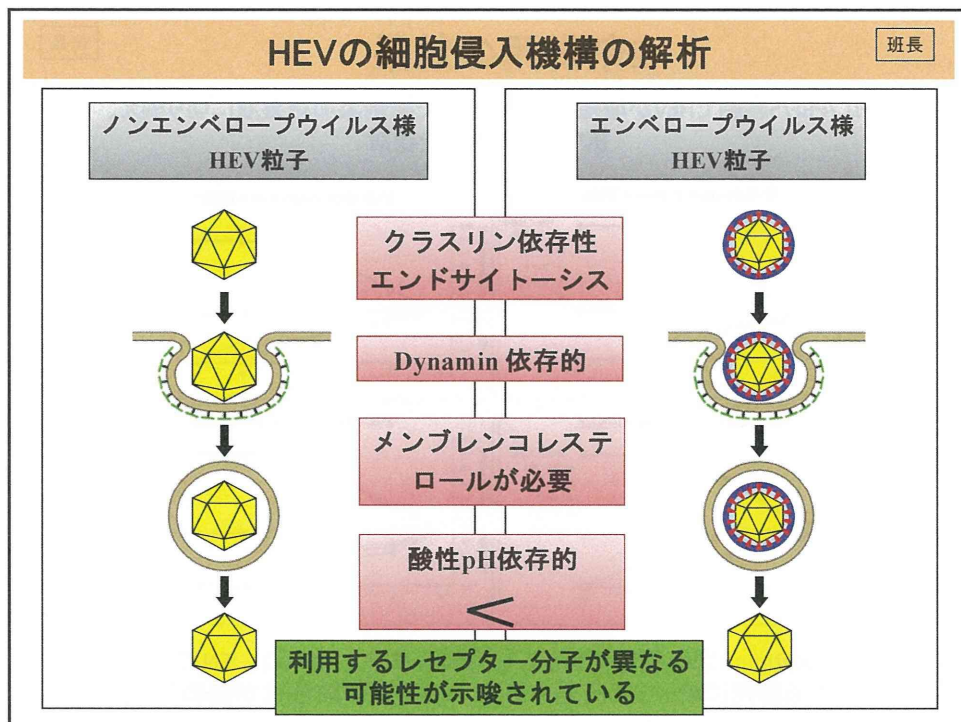 HEVの細胞侵入機構の解析
班長
ノンエンベロープウイルス様
HEV粒子
エンベロープウイルス様
HEV粒子
クラスリン依存性
エンドサイトーシス
Dynamin 依存的
メンブレンコレステ
ロールが必要
酸性pH依存的
<
利用するレセプター分子が異なる
可能性が示唆されている